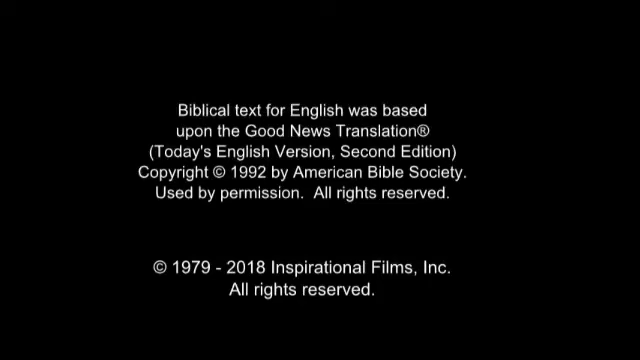 Biblical text for English was based
upon the Good News Translation®
(Today's English Version, Second Edition)
Copyright © 1992 by American Bible Society.
Used by permission.  All rights reserved.
© 1979 - 2018 Inspirational Films, Inc.
All rights reserved.